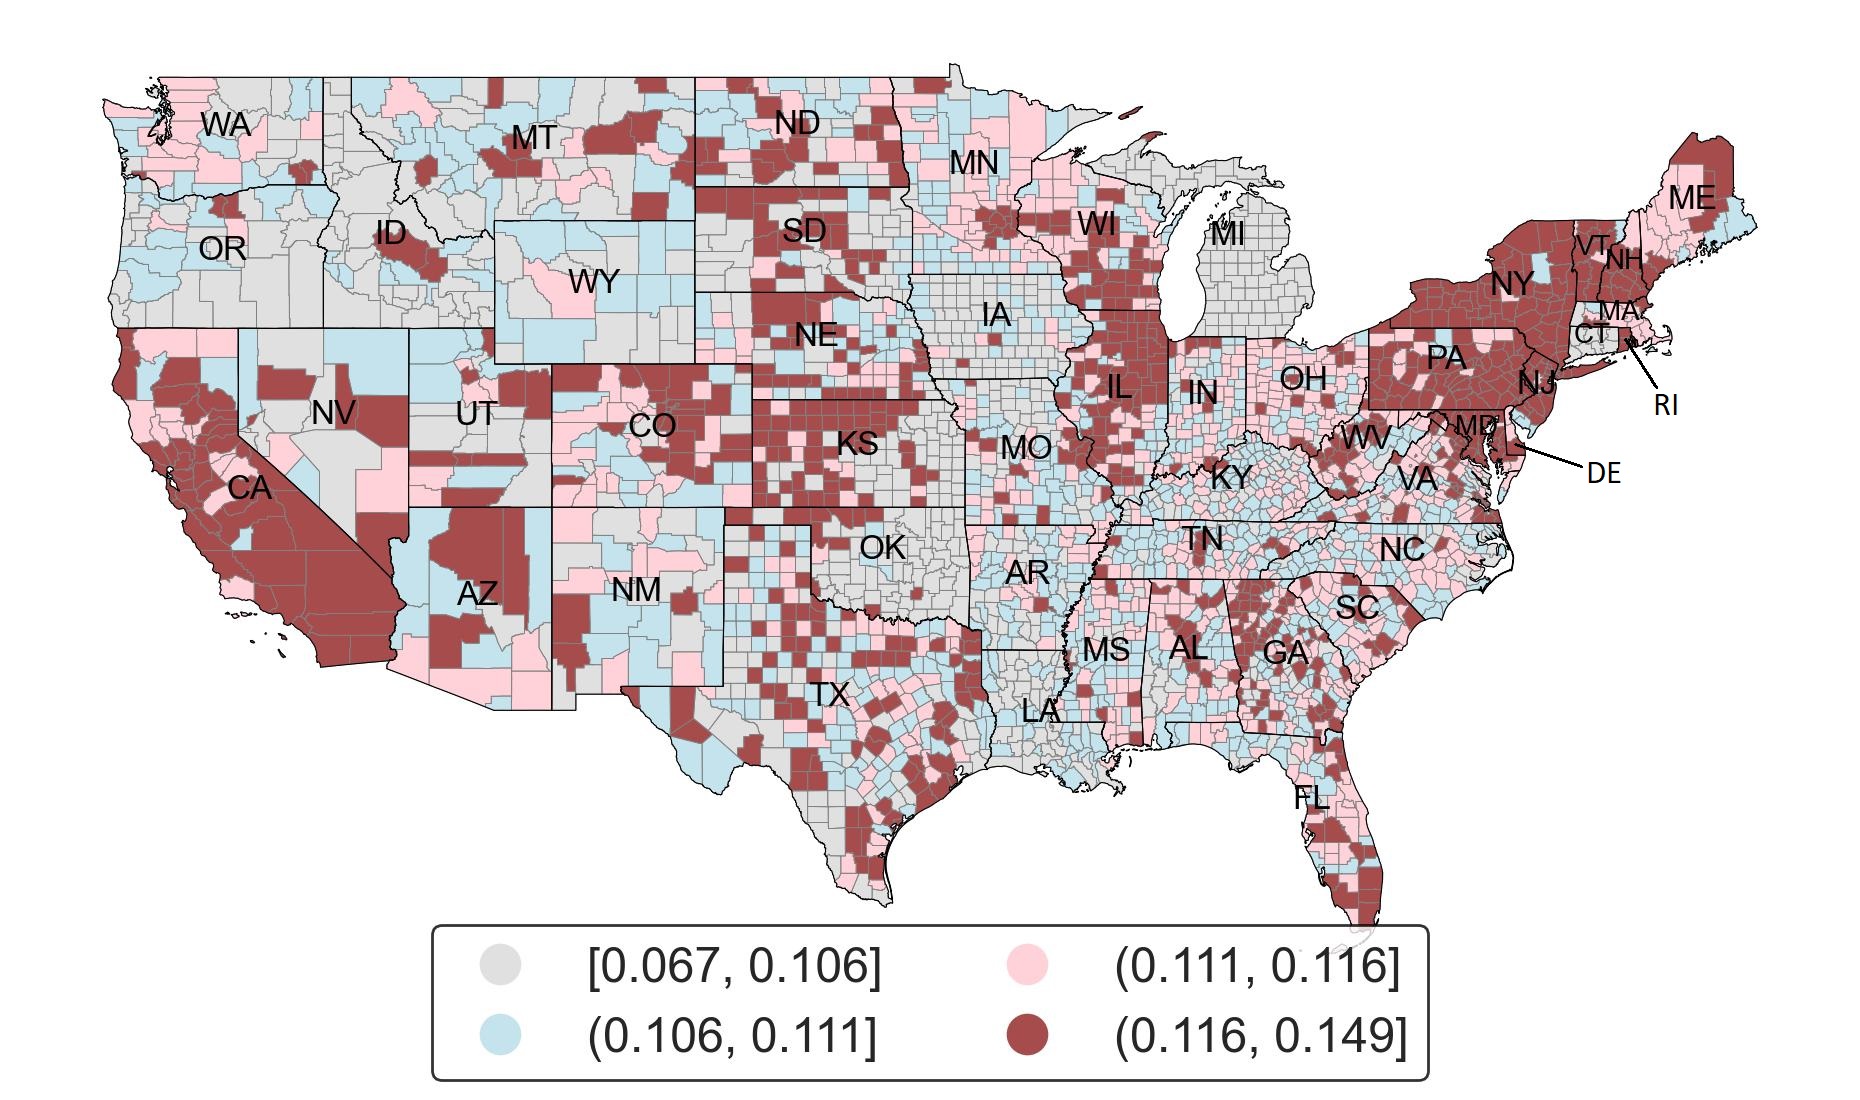 WA
MT
ND
MN
ME
OR
ID
SD
WI
MI
VT
NH
WY
NY
MA
IA
CT
NE
PA
NV
UT
CO
IL
IN
OH
NJ
RI
KS
MO
WV
MD
CA
KY
VA
DE
OK
TN
NC
AZ
NM
AR
SC
MS
AL
GA
TX
LA
FL
[0.067, 0.106]
(0.111, 0.116]
(0.106, 0.111]
(0.116, 0.149]